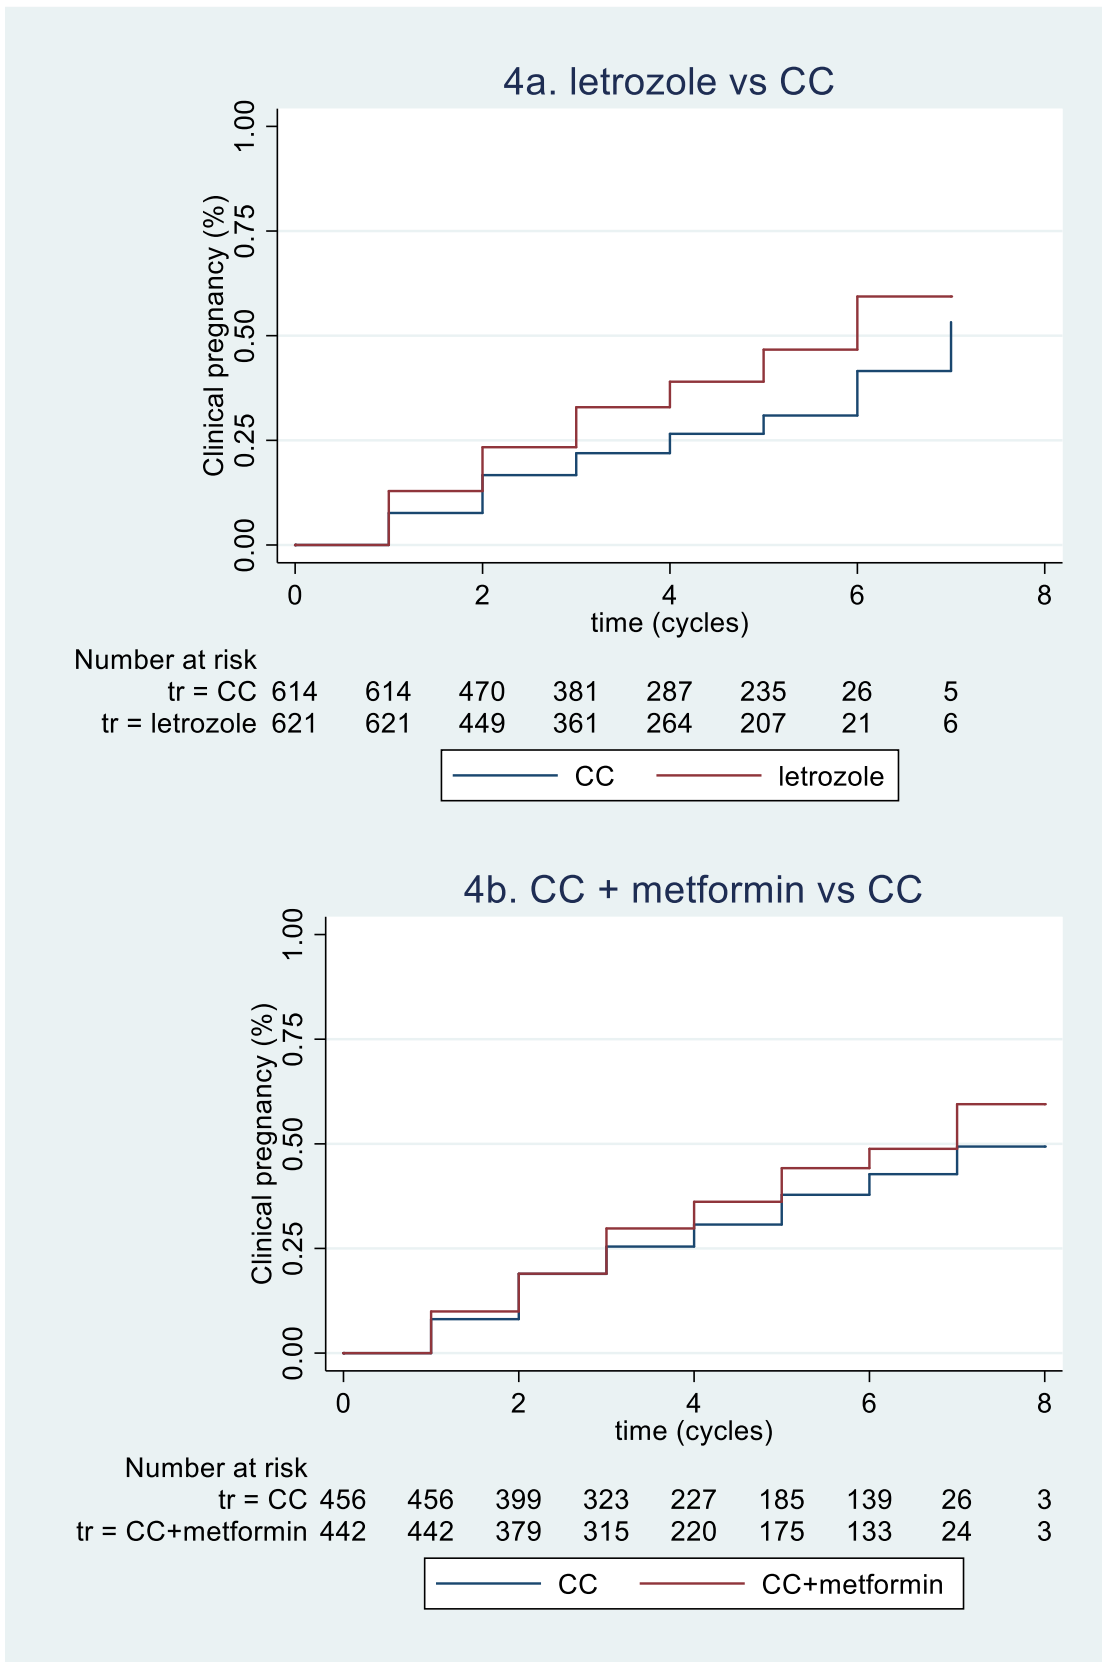 4a. letrozole vs CC
Clinical pregnancy (%)
1.00
0.75
0.50
0.25
0.00
0 2 4 6 8
time (cycles)
Number at risk
tr = CC 614 614 470 381 287 235 26 5
tr = letrozole 621 621 449 361 264 207 21 6
CC letrozole
4b. CC + metformin vs CC
Clinical pregnancy (%)
1.00
0.75
0.50
0.25
0.00
0 2 4 6 8
time (cycles)
Number at risk
tr = CC 456 456 399 323 227 185 139 26 3
tr = CC+metformin 442 442 379 315 220 175 133 24 3
CC CC+metformin